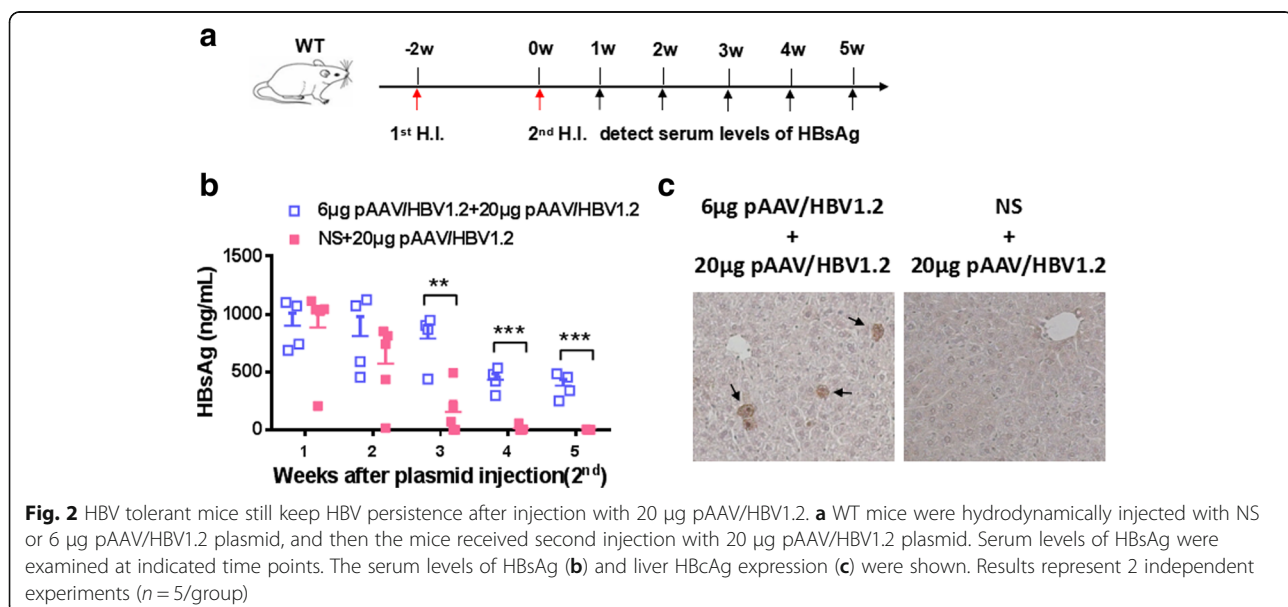 a
WT
-2w 0w 1w 2w 3w 4w 5w
1st H.I. 2nd H.I. detect serum levels of HBsAg
b
6μg pAAV/HBV1.2+20μg pAAV/HBV1.2
NS+20μg pAAV/HBV1.2
HBsAg (ng/mL)
1500
1000
500
0
** *** ***
1 2 3 4 5
Weeks after plasmid injection(2nd)
c
6μg pAAV/HBV1.2
+
20μg pAAV/HBV1.2
NS
+
20μg pAAV/HBV1.2
Fig. 2 HBV tolerant mice still keep HBV persistence after injection with 20 μg pAAV/HBV1.2. a WT mice were hydrodynamically injected with NS
or 6 μg pAAV/HBV1.2 plasmid, and then the mice received second injection with 20 μg pAAV/HBV1.2 plasmid. Serum levels of HBsAg were
examined at indicated time points. The serum levels of HBsAg (b) and liver HBcAg expression (c) were shown. Results represent 2 independent
experiments (n = 5/group)